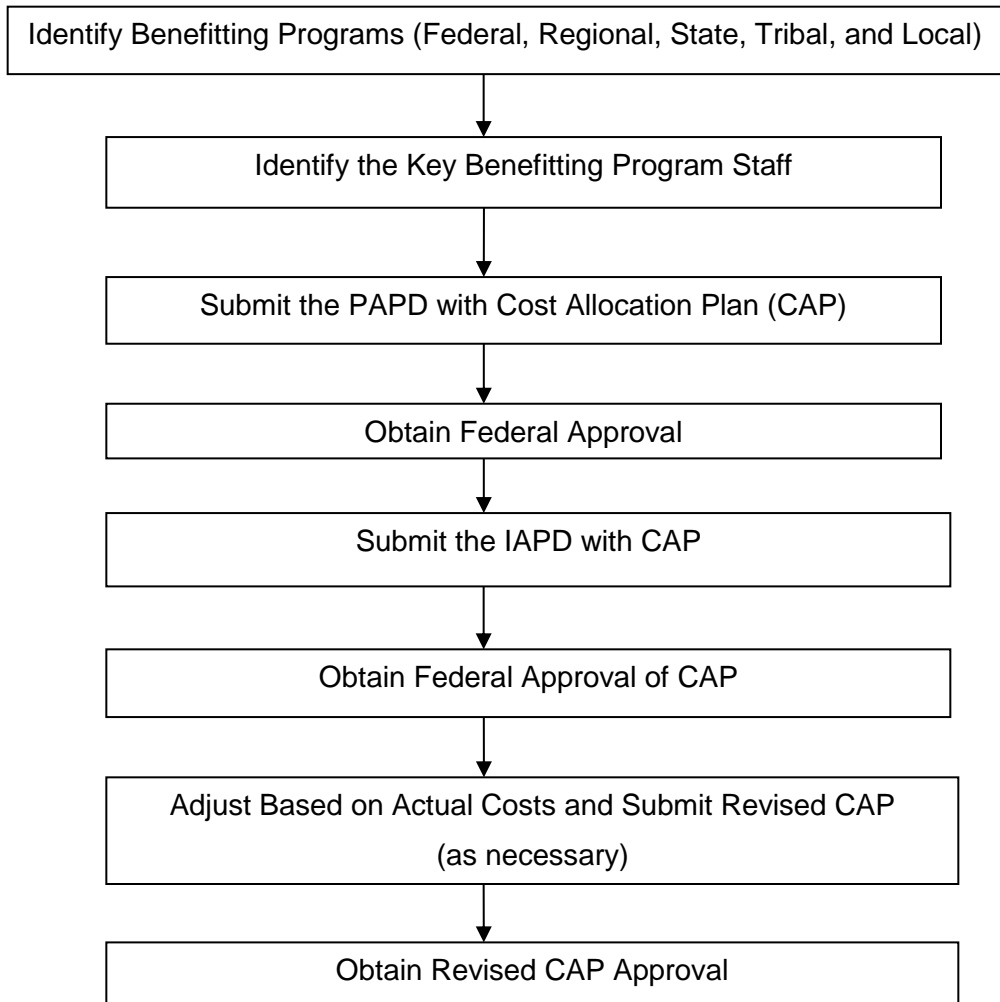 Identify Benefitting Programs (Federal, Regional, State, Tribal, and Local)
Identify the Key Benefitting Program Staff
Submit the PAPD with Cost Allocation Plan (CAP)
Obtain Federal Approval
Submit the IAPD with CAP
Obtain Federal Approval of CAP
Adjust Based on Actual Costs and Submit Revised CAP
(as necessary)
Obtain Revised CAP Approval